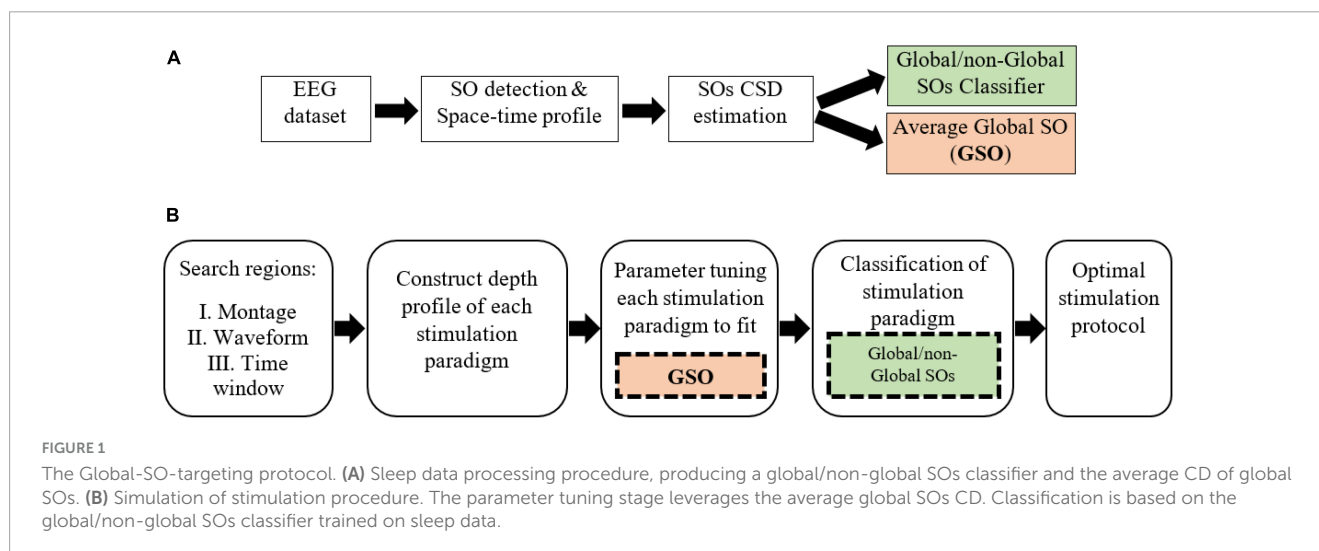 A
EEG
dataset
SO detection &
Space-time profile
SOs CSD
estimation
Global/non-Global
SOs Classifier
Average Global SO
(GSO)
B
Search regions:
I. Montage
II. Waveform
III. Time
window
Construct depth
profile of each
stimulation
paradigm
Parameter tuning
each stimulation
paradigm to fit
GSO
Classification of
stimulation
paradigm
Global/non-
Global SOs
Optimal
stimulation
protocol
FIGURE 1
The Global-SO-targeting protocol. (A) Sleep data processing procedure, producing a global/non-global SOs classifier and the average CD of global
SOs. (B) Simulation of stimulation procedure. The parameter tuning stage leverages the average global SOs CD. Classification is based on the
global/non-global SOs classifier trained on sleep data.